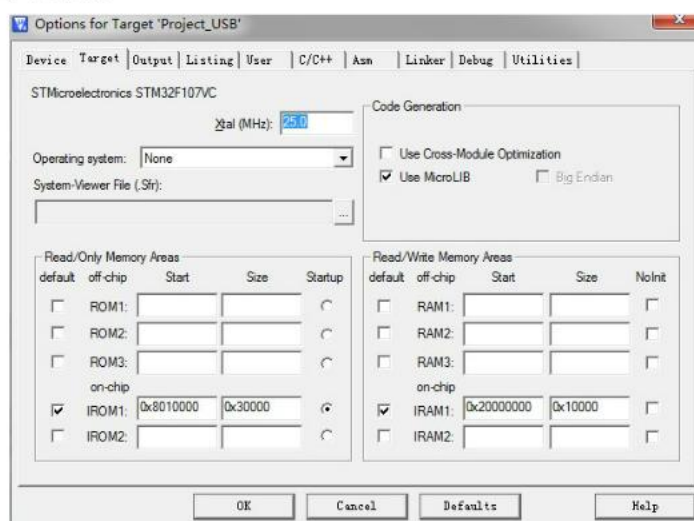 Options for Target 'Project_USB'
x
Device Target Output Listing User C/C++ Asm Linker Debug Utilities
STMicroelectronics STM32F107VC
Xtal (MHz): 25.0
Operating system: None
System-Viewer File (.Sfr):
...
Code Generation
Use Cross-Module Optimization
Use MicroLIB Big Endian
Read/Only Memory Areas
default off-chip Start Size Startup
ROM1:
ROM2:
ROM3:
on-chip
IROM1: 0x8010000 0x30000
IROM2:
Read/Write Memory Areas
default off-chip Start Size NoInit
RAM1:
RAM2:
RAM3:
on-chip
IRAM1: 0x20000000 0x10000
IRAM2:
OK Cancel Defaults Help